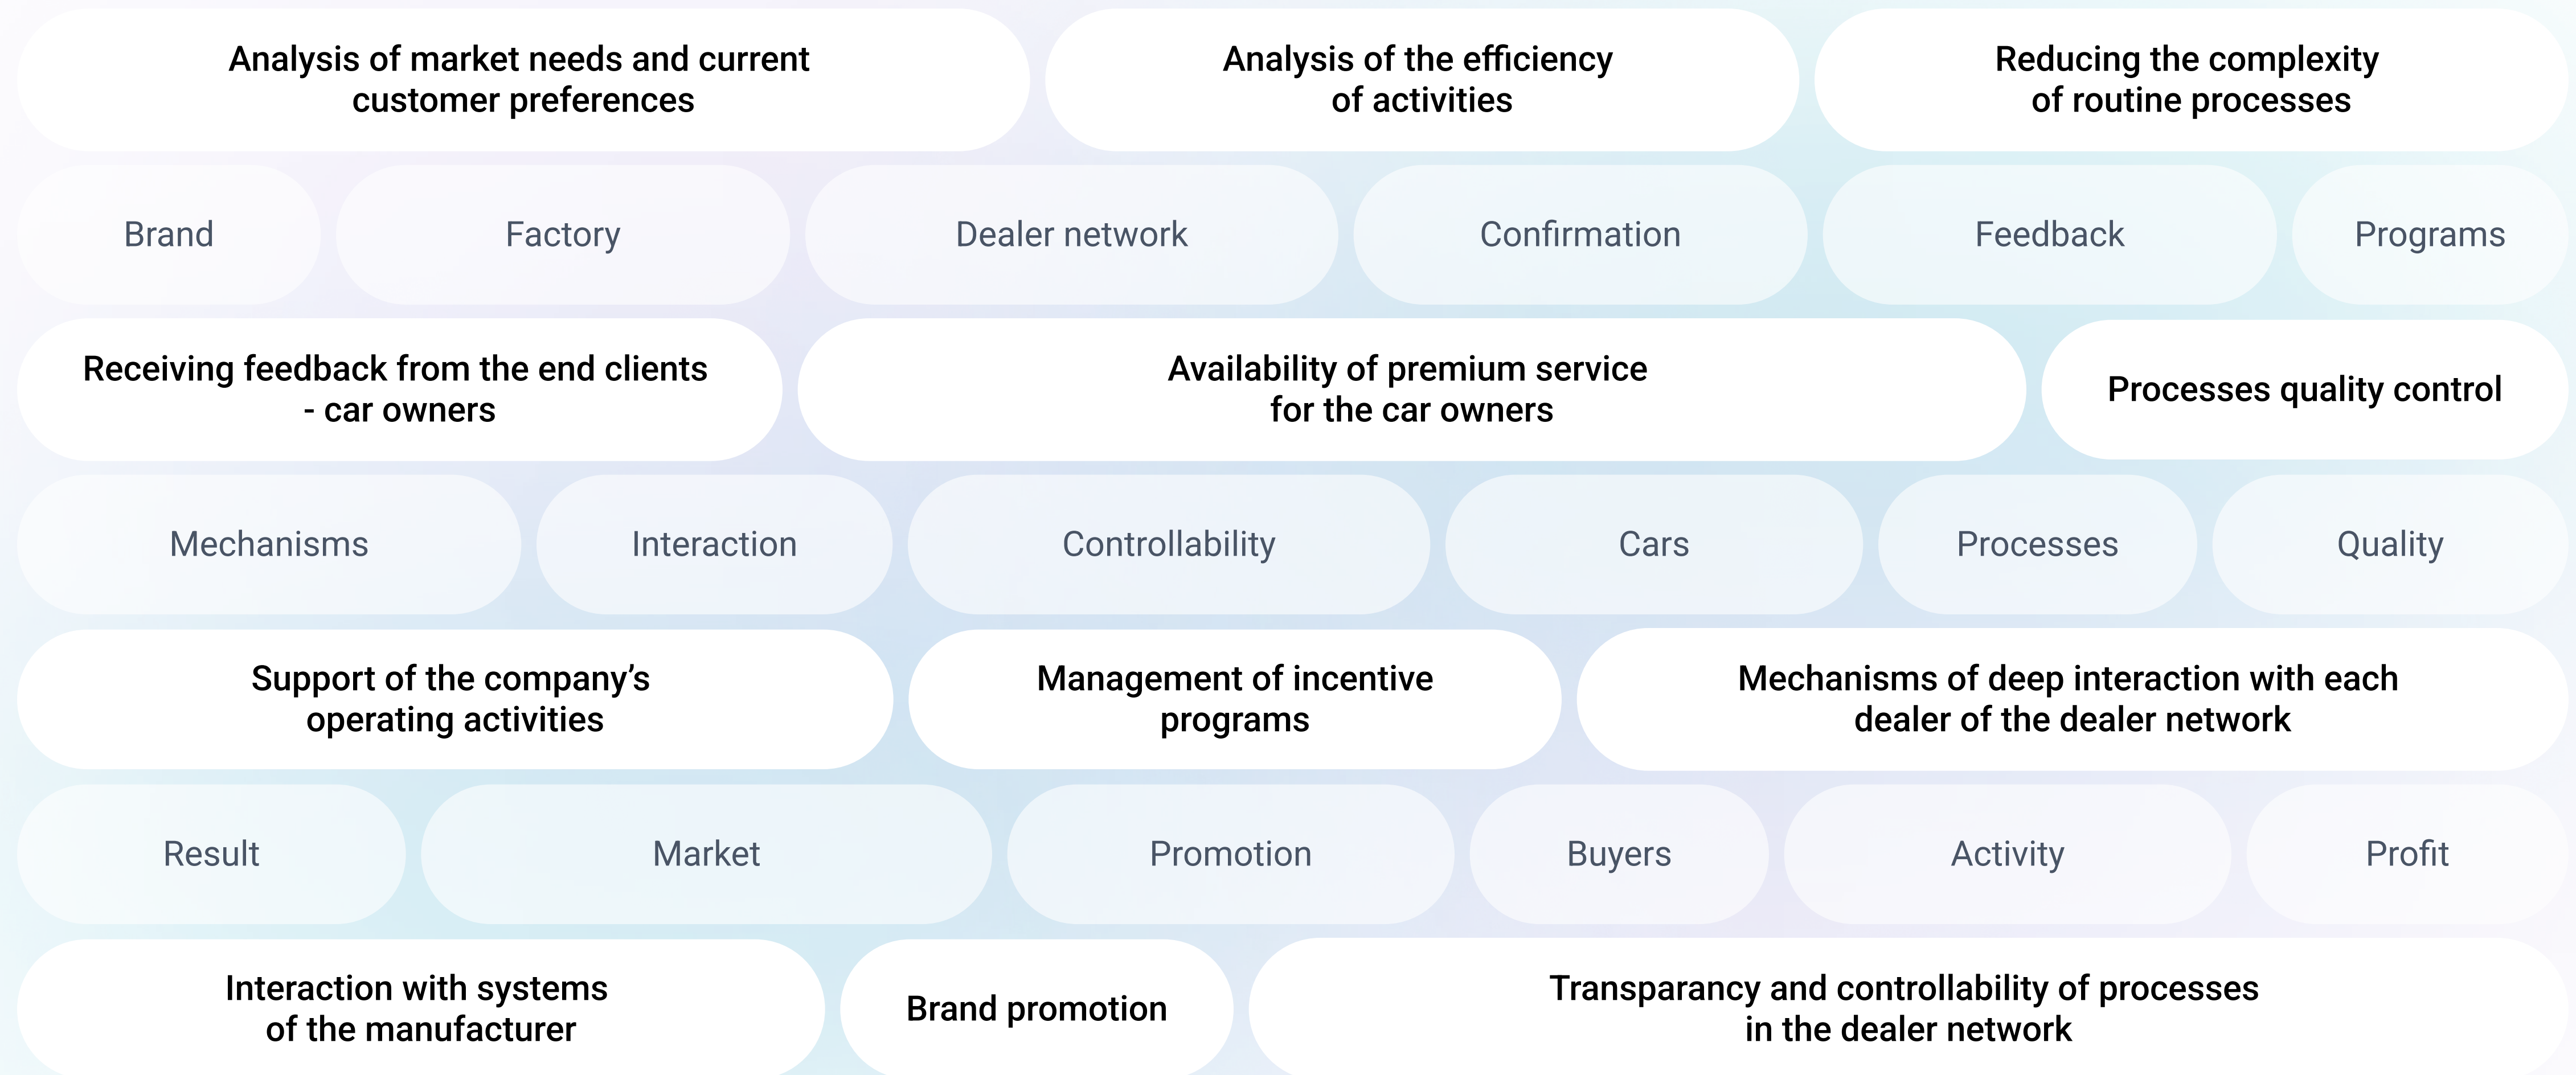 Analysis of market needs and current
customer preferences
Analysis of the efficiency
of activities
Reducing the complexity
of routine processes
Brand
Factory
Dealer network
Confirmation
Feedback
Programs
Receiving feedback from the end clients
- car owners
Availability of premium service
for the car owners
Processes quality control
Mechanisms
Interaction
Controllability
Cars
Processes
Quality
Support of the company’s
operating activities
Management of incentive
programs
Mechanisms of deep interaction with each
dealer of the dealer network
Result
Market
Promotion
Buyers
Activity
Profit
Interaction with systems
of the manufacturer
Brand promotion
Transparancy and controllability of processes
in the dealer network